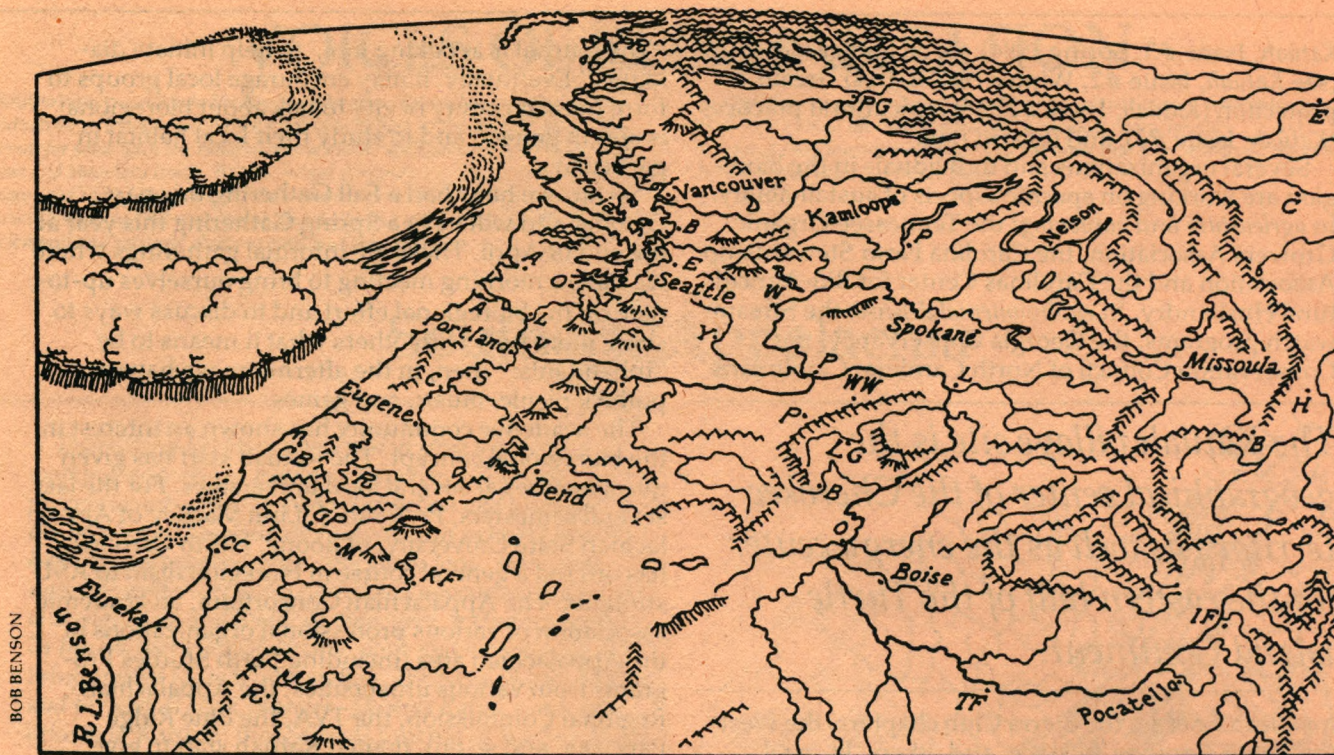 PG
E
Victoria
Vancouver
Kamloops
C
B
P
Nelson
A
O
E
Seattle
W
T
L
Y
Spokane
Portland
V
P
Missoula
C
S
TD
WW
L
H
Eugene
P
B
LG
CB
R
B
Bend
GP
O
CC
M
KF
Boise
Eureka
IF
R
TF
Pocatello
R.L.Benson
BOB BENSON